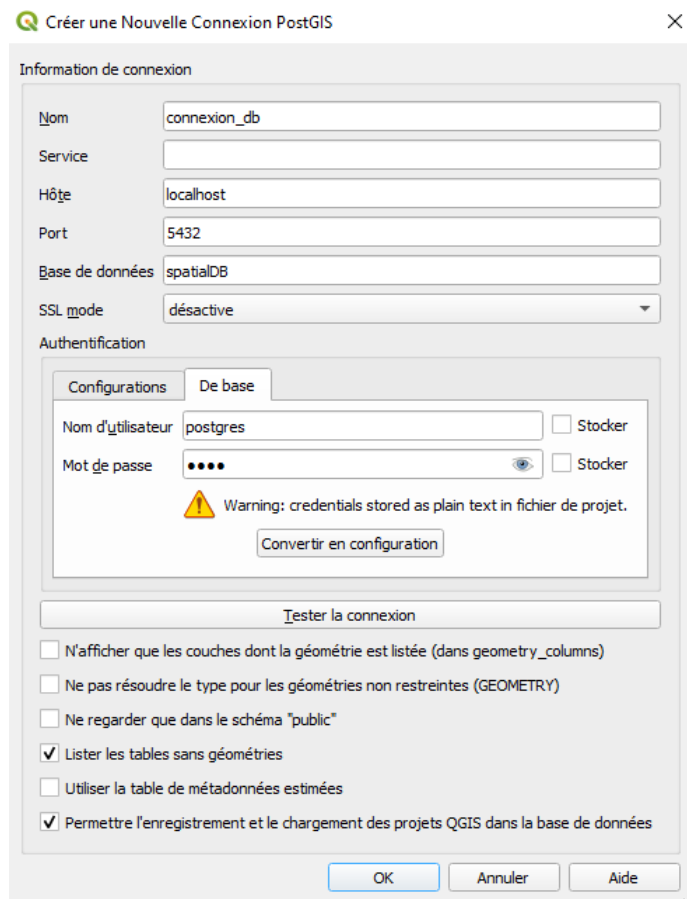 Créer une Nouvelle Connexion PostGIS
Information de connexion
Nom connexion_db
Service
Hôte localhost
Port 5432
Base de données spatialDB
SSL mode désactive
Authentification
Configurations De base
Nom d'utilisateur postgres Stocker
Mot de passe ●●●● Stocker
Warning: credentials stored as plain text in fichier de projet.
Convertir en configuration
Tester la connexion
N'afficher que les couches dont la géométrie est listée (dans geometry_columns)
Ne pas résoudre le type pour les géométries non restreintes (GEOMETRY)
Ne regarder que dans le schéma "public"
Lister les tables sans géométries
Utiliser la table de métadonnées estimées
Permettre l'enregistrement et le chargement des projets QGIS dans la base de données
OK Annuler Aide